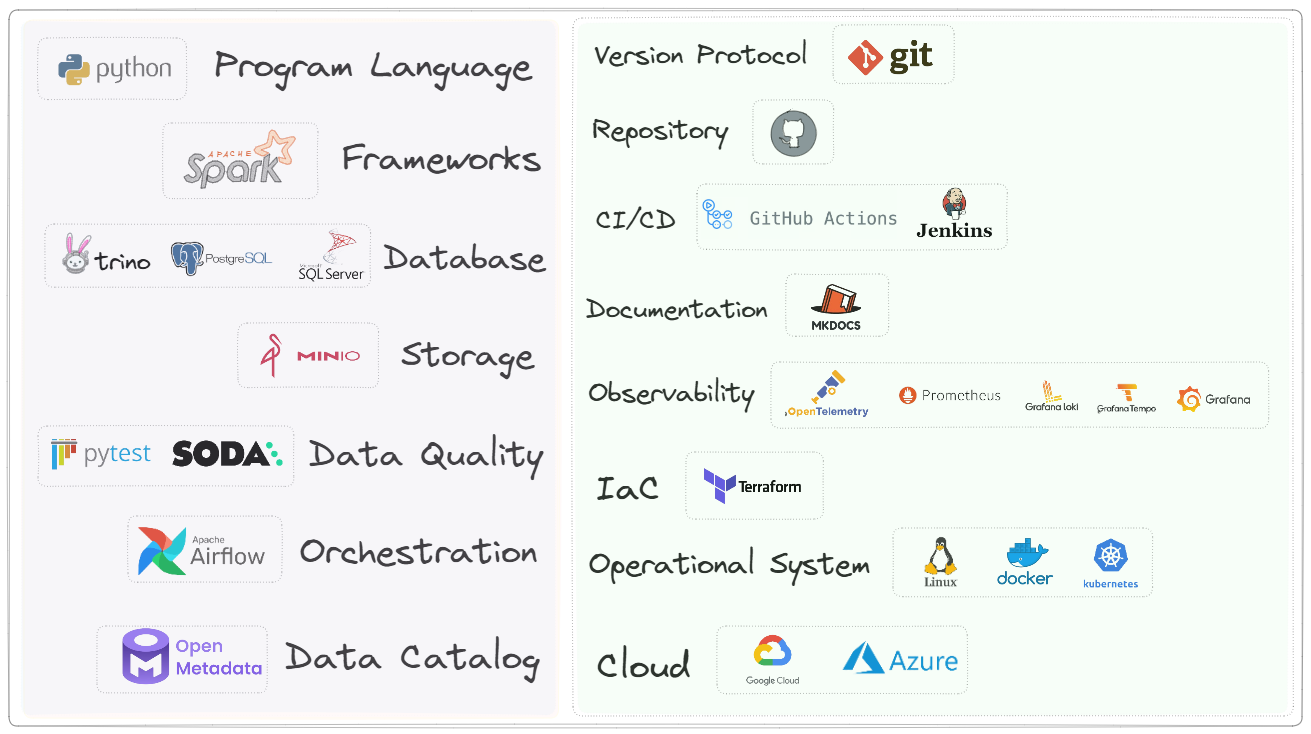 python Program Language
APACHE
Spark Frameworks
trino PostgreSQL Microsoft
SQL Server Database
MINIO Storage
pytest SODA Data Quality
Apache
Airflow Orchestration
Open
Metadata Data Catalog
Version Protocol git
Repository
CI/CD GitHub Actions Jenkins
Documentation MKDOCS
Observability OpenTelemetry Prometheus Grafana loki Grafana Tempo Grafana
IaC Terraform
Operational System Linux docker kubernetes
Cloud Google Cloud Azure